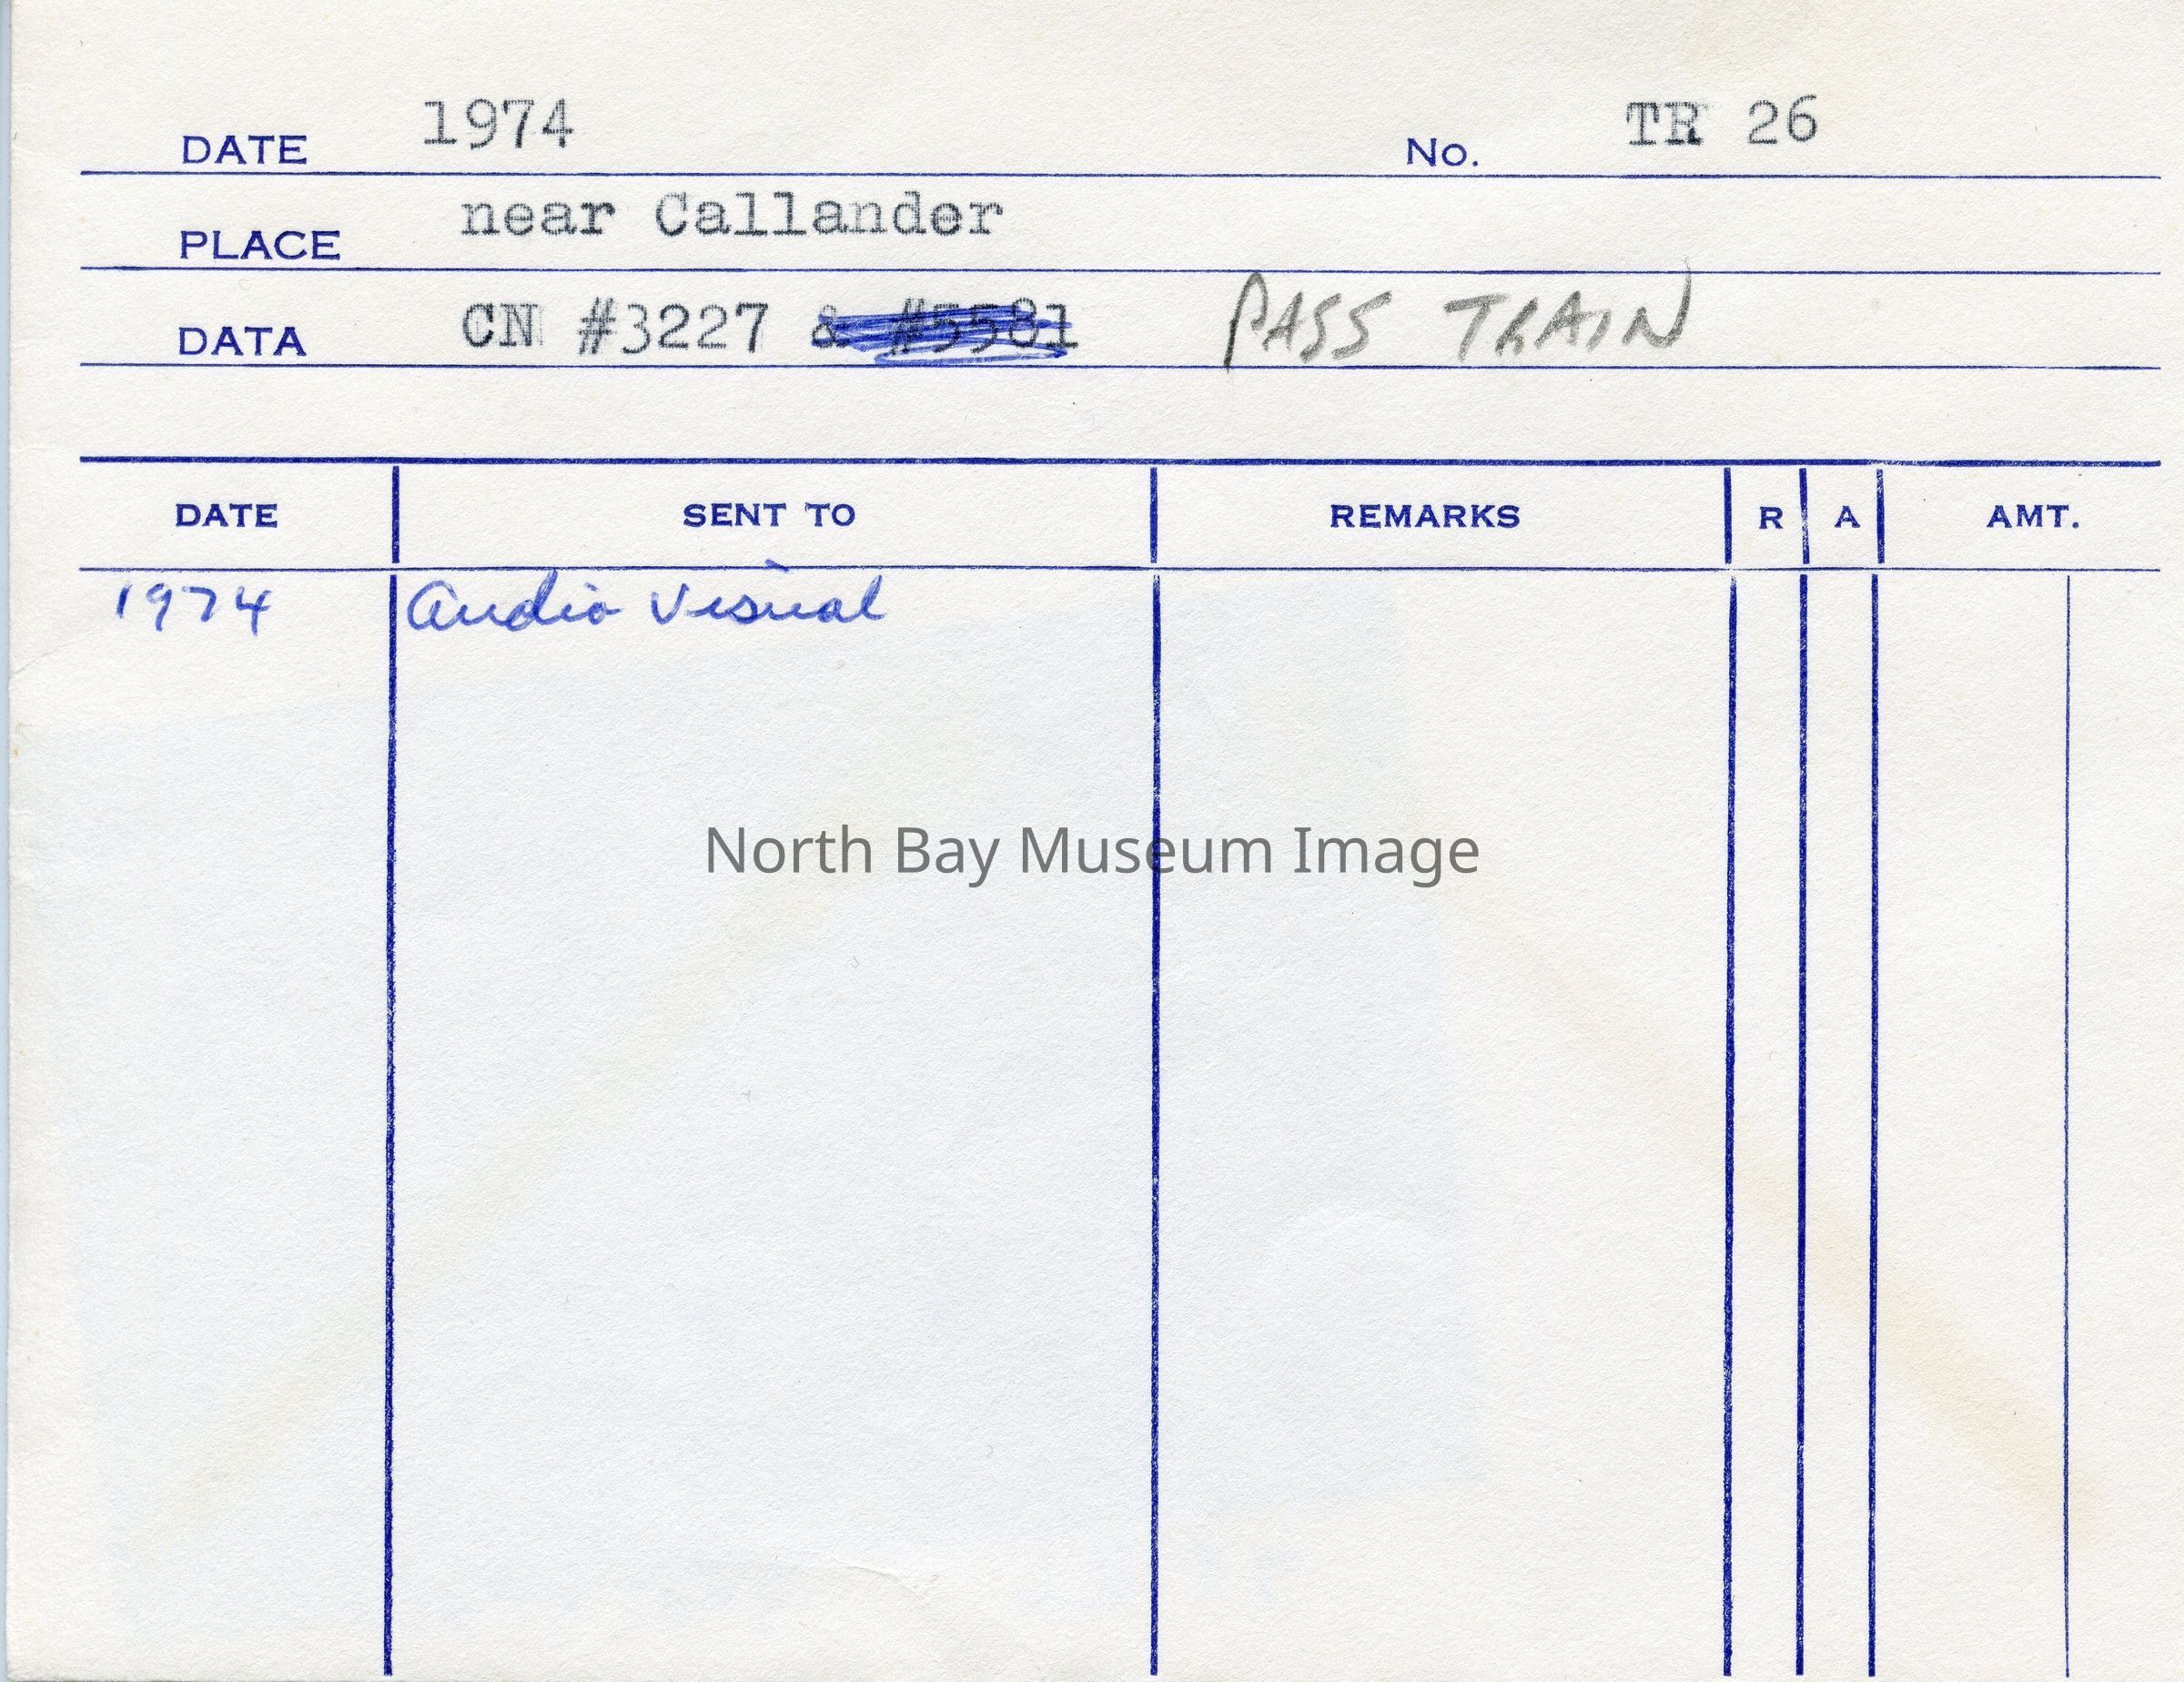 DATE 1974 No. TR 26
PLACE near Callander
DATA CN #3227 & #5581 PASS TRAIN
DATE SENT TO REMARKS R A AMT.
1974 Audio Visual
North Bay Museum Image